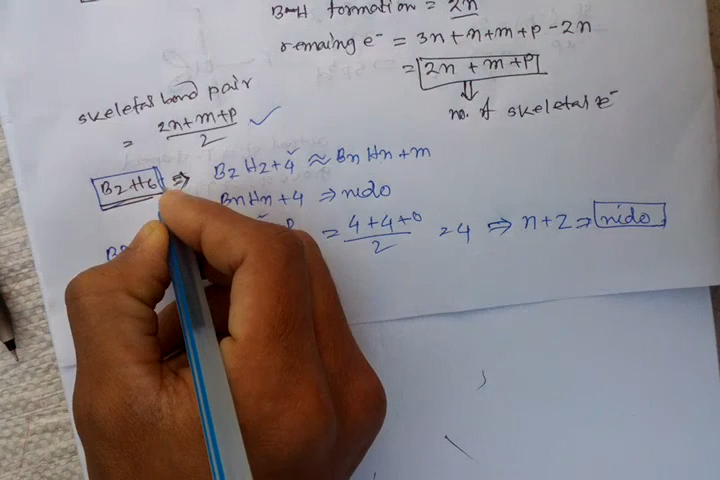 B-H formation = 2n
remaing e⁻ = 3n + n + m + p - 2n
= 2n + m + p
⇓
no. of skeletal e⁻
skeletal bond pair
= 2n+m+p / 2 ✓
B2H6 ⇒ B2H2+4 ≈ BnHn+m
BnHn+4 ⇒ nido
= 4+4+0 / 2 = 4 ⇒ n+2 ⇒ nido